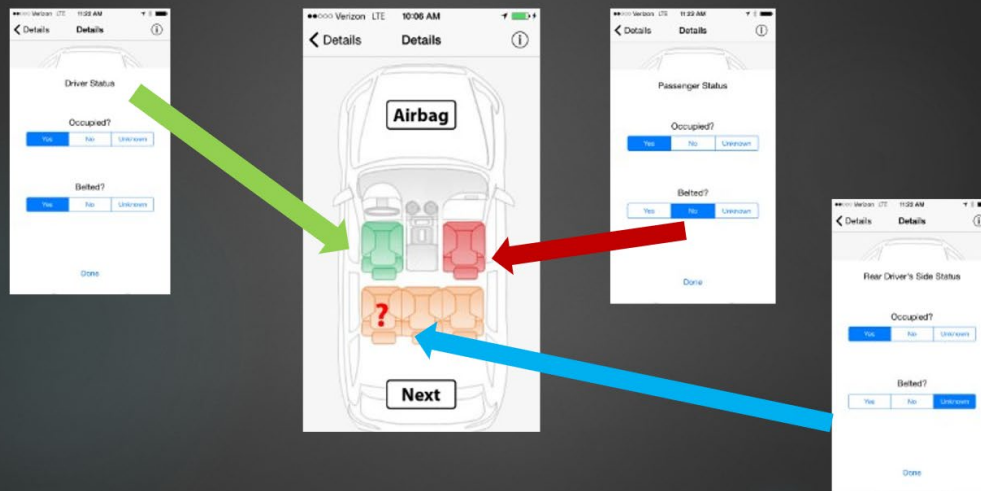 Verizon LTE 11:23 AM
Details Details
Driver Status
Occupied?
Yes No Unknown
Belted?
Yes No Unknown
Done
Verizon LTE 10:06 AM
Details Details
Airbag
?
Next
Verizon LTE 11:23 AM
Details Details
Passenger Status
Occupied?
Yes No Unknown
Belted?
Yes No Unknown
Done
Verizon LTE 11:23 AM
Details Details
Rear Driver's Side Status
Occupied?
Yes No Unknown
Belted?
Yes No Unknown
Done